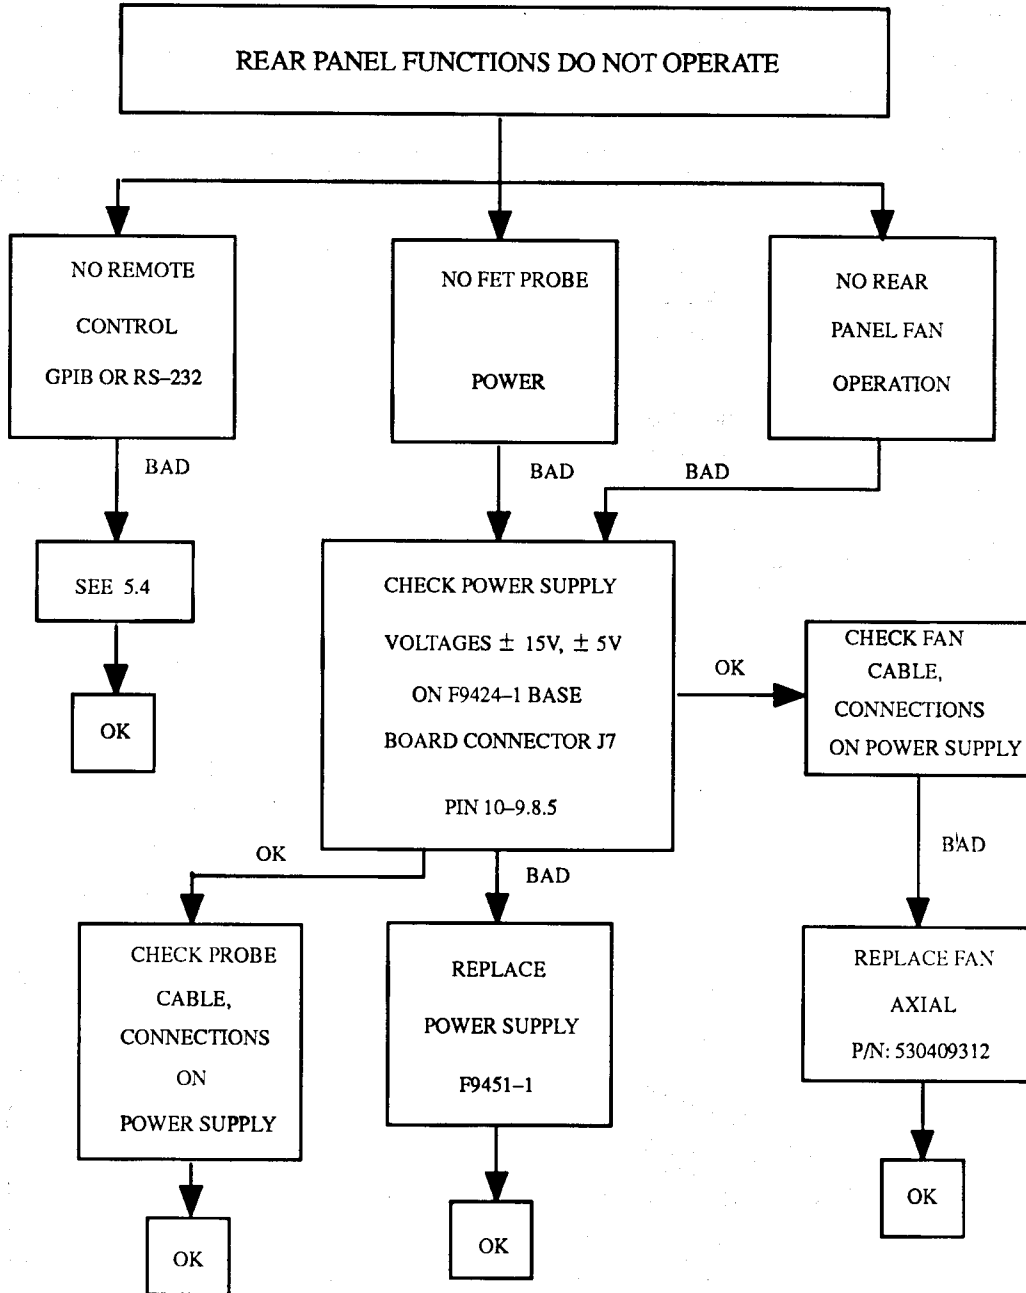 REAR PANEL FUNCTIONS DO NOT OPERATE
NO REMOTE
CONTROL
GPIB OR RS–232
NO FET PROBE
POWER
NO REAR
PANEL FAN
OPERATION
BAD
BAD
BAD
SEE 5.4
OK
CHECK POWER SUPPLY
VOLTAGES ± 15V, ± 5V
ON F9424–1 BASE
BOARD CONNECTOR J7
PIN 10–9.8.5
OK
CHECK FAN
CABLE,
CONNECTIONS
ON POWER SUPPLY
BAD
REPLACE FAN
AXIAL
P/N: 530409312
OK
OK
BAD
CHECK PROBE
CABLE,
CONNECTIONS
ON
POWER SUPPLY
OK
REPLACE
POWER SUPPLY
F9451–1
OK